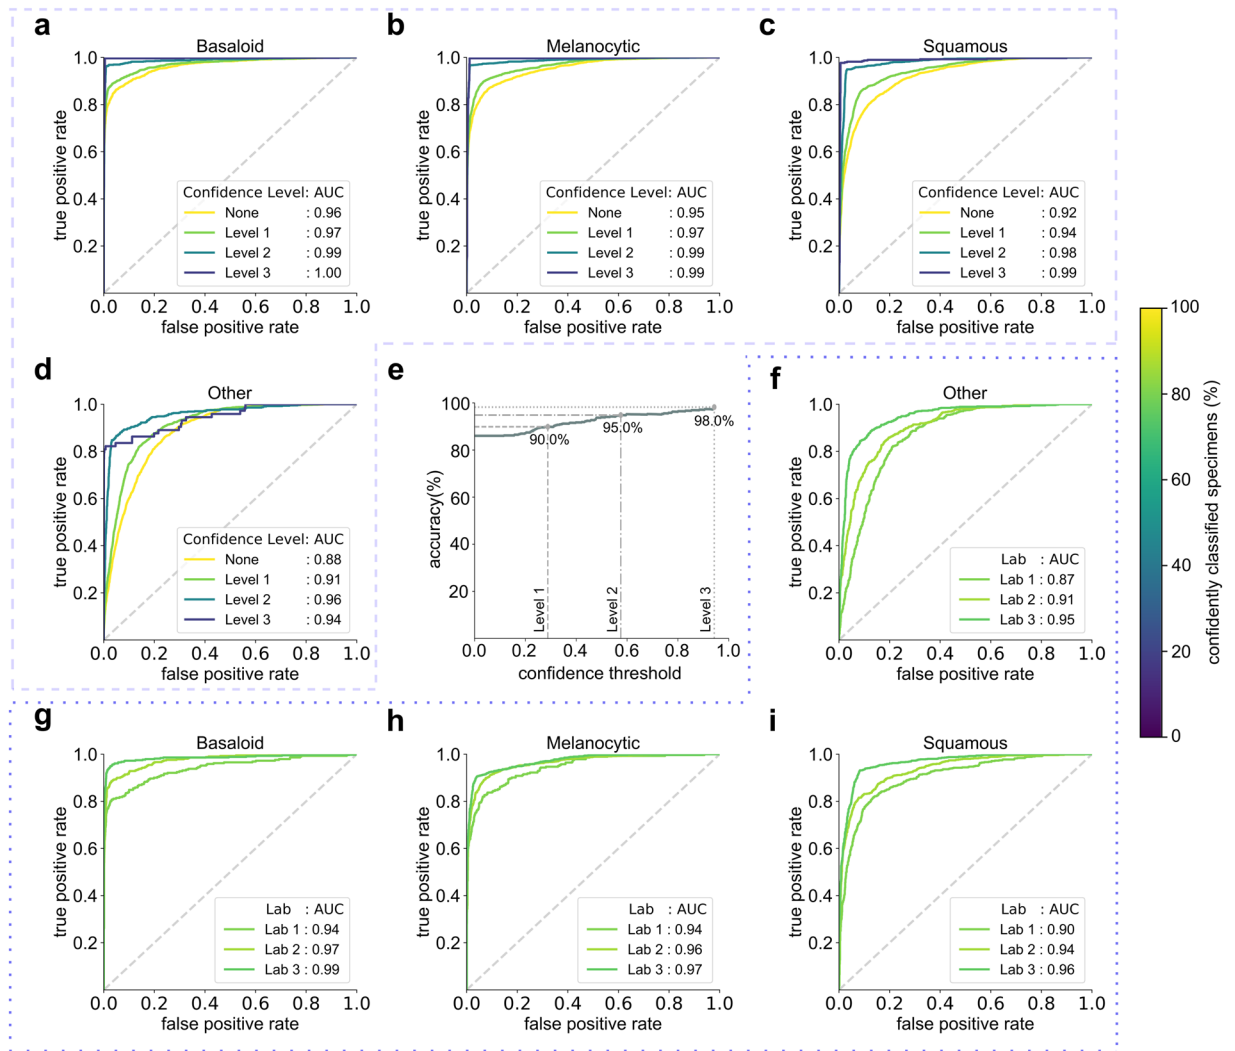 a
Basaloid
1.0
0.8
0.6
0.4
0.2
true positive rate
Confidence Level: AUC
None : 0.96
Level 1 : 0.97
Level 2 : 0.99
Level 3 : 1.00
0.0 0.2 0.4 0.6 0.8 1.0
false positive rate
b
Melanocytic
1.0
0.8
0.6
0.4
0.2
true positive rate
Confidence Level: AUC
None : 0.95
Level 1 : 0.97
Level 2 : 0.99
Level 3 : 0.99
0.0 0.2 0.4 0.6 0.8 1.0
false positive rate
c
Squamous
1.0
0.8
0.6
0.4
0.2
true positive rate
Confidence Level: AUC
None : 0.92
Level 1 : 0.94
Level 2 : 0.98
Level 3 : 0.99
0.0 0.2 0.4 0.6 0.8 1.0
false positive rate
d
Other
1.0
0.8
0.6
0.4
0.2
true positive rate
Confidence Level: AUC
None : 0.88
Level 1 : 0.91
Level 2 : 0.96
Level 3 : 0.94
0.0 0.2 0.4 0.6 0.8 1.0
false positive rate
e
100
80
60
40
20
accuracy(%)
90.0%
95.0%
98.0%
Level 1
Level 2
Level 3
0.0 0.2 0.4 0.6 0.8 1.0
confidence threshold
f
Other
1.0
0.8
0.6
0.4
0.2
true positive rate
Lab : AUC
Lab 1 : 0.87
Lab 2 : 0.91
Lab 3 : 0.95
0.0 0.2 0.4 0.6 0.8 1.0
false positive rate
100
80
60
40
20
0
confidently classified specimens (%)
g
Basaloid
1.0
0.8
0.6
0.4
0.2
true positive rate
Lab : AUC
Lab 1 : 0.94
Lab 2 : 0.97
Lab 3 : 0.99
0.0 0.2 0.4 0.6 0.8 1.0
false positive rate
h
Melanocytic
1.0
0.8
0.6
0.4
0.2
true positive rate
Lab : AUC
Lab 1 : 0.94
Lab 2 : 0.96
Lab 3 : 0.97
0.0 0.2 0.4 0.6 0.8 1.0
false positive rate
i
Squamous
1.0
0.8
0.6
0.4
0.2
true positive rate
Lab : AUC
Lab 1 : 0.90
Lab 2 : 0.94
Lab 3 : 0.96
0.0 0.2 0.4 0.6 0.8 1.0
false positive rate